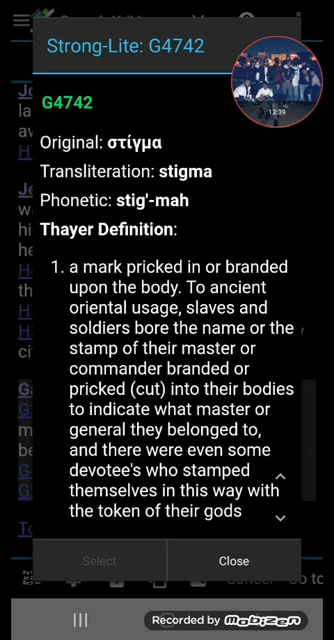 Strong-Lite: G4742
13:39
G4742
Original: στίγμα
Transliteration: stigma
Phonetic: stig'-mah
Thayer Definition:
1. a mark pricked in or branded
upon the body. To ancient
oriental usage, slaves and
soldiers bore the name or the
stamp of their master or
commander branded or
pricked (cut) into their bodies
to indicate what master or
general they belonged to,
and there were even some
devotee's who stamped
themselves in this way with
the token of their gods
Select Close
Cancel Go to
Recorded by mobizen